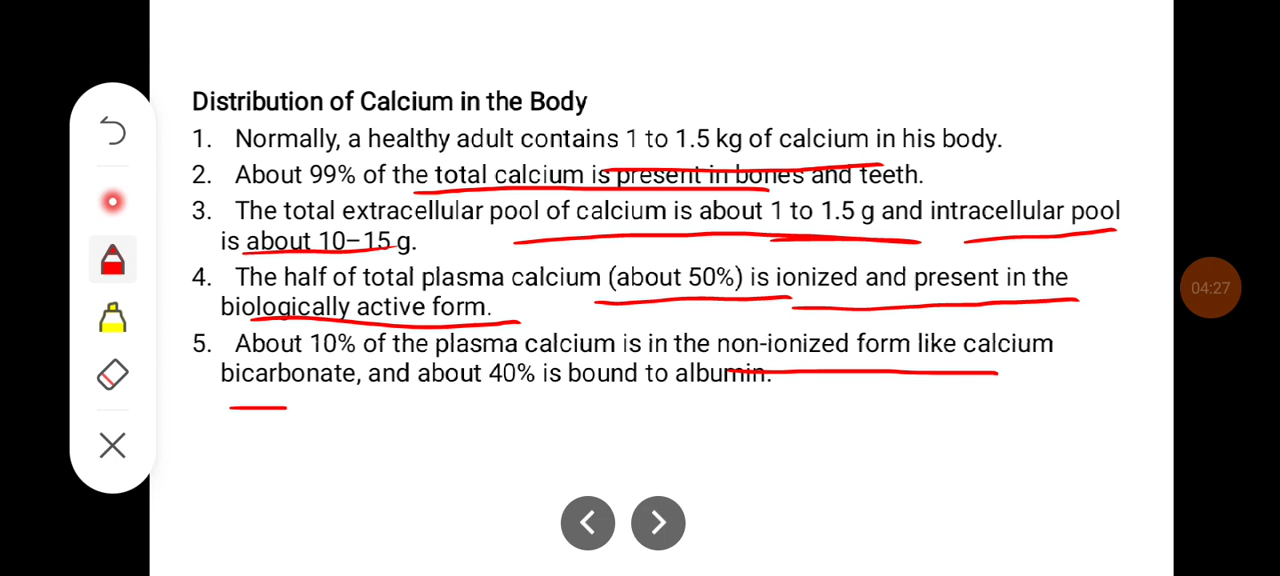 Distribution of Calcium in the Body
1. Normally, a healthy adult contains 1 to 1.5 kg of calcium in his body.
2. About 99% of the total calcium is present in bones and teeth.
3. The total extracellular pool of calcium is about 1 to 1.5 g and intracellular pool
is about 10–15 g.
4. The half of total plasma calcium (about 50%) is ionized and present in the
biologically active form.
5. About 10% of the plasma calcium is in the non-ionized form like calcium
bicarbonate, and about 40% is bound to albumin.
04:27